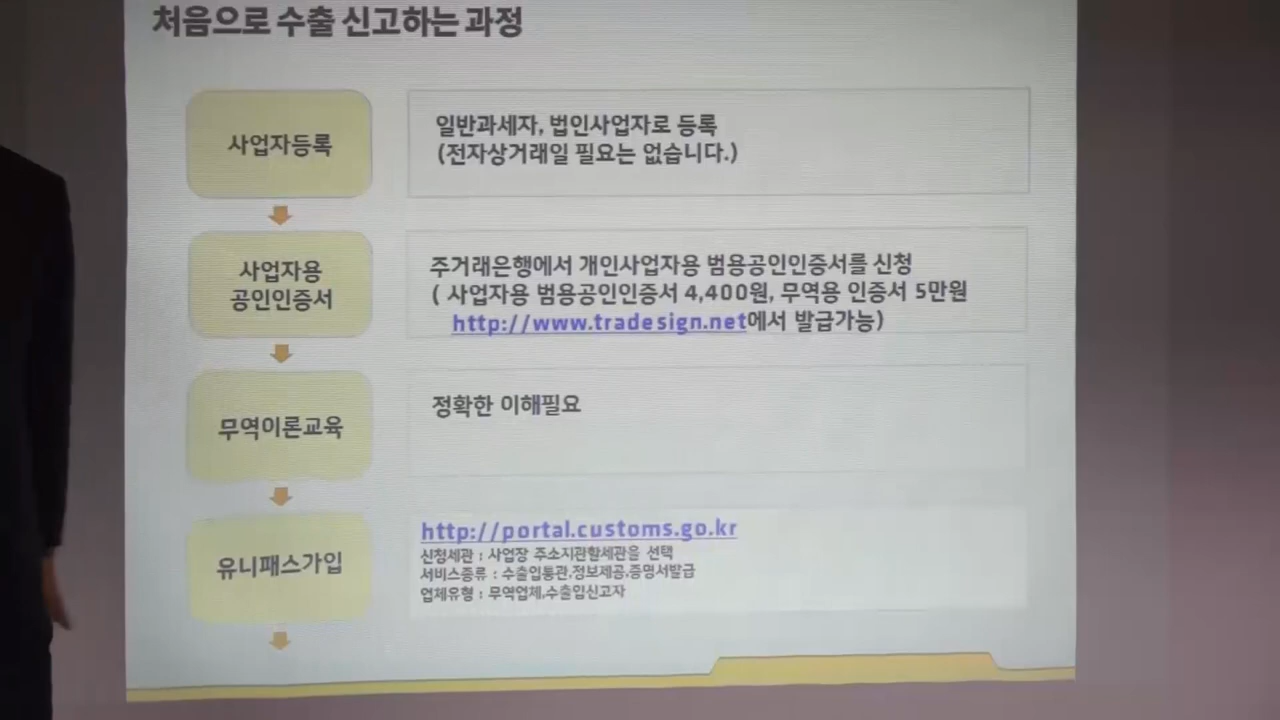 처음으로 수출 신고하는 과정
사업자등록
일반과세자, 법인사업자로 등록
(전자상거래일 필요는 없습니다.)
사업자용
공인인증서
주거래은행에서 개인사업자용 범용공인인증서를 신청
( 사업자용 범용공인인증서 4,400원, 무역용 인증서 5만원
http://www.tradesign.net에서 발급가능)
무역이론교육
정확한 이해필요
유니패스가입
http://portal.customs.go.kr
신청세관 : 사업장 주소지관할세관을 선택
서비스종류 : 수출입통관,정보제공,증명서발급
업체유형 : 무역업체,수출입신고자